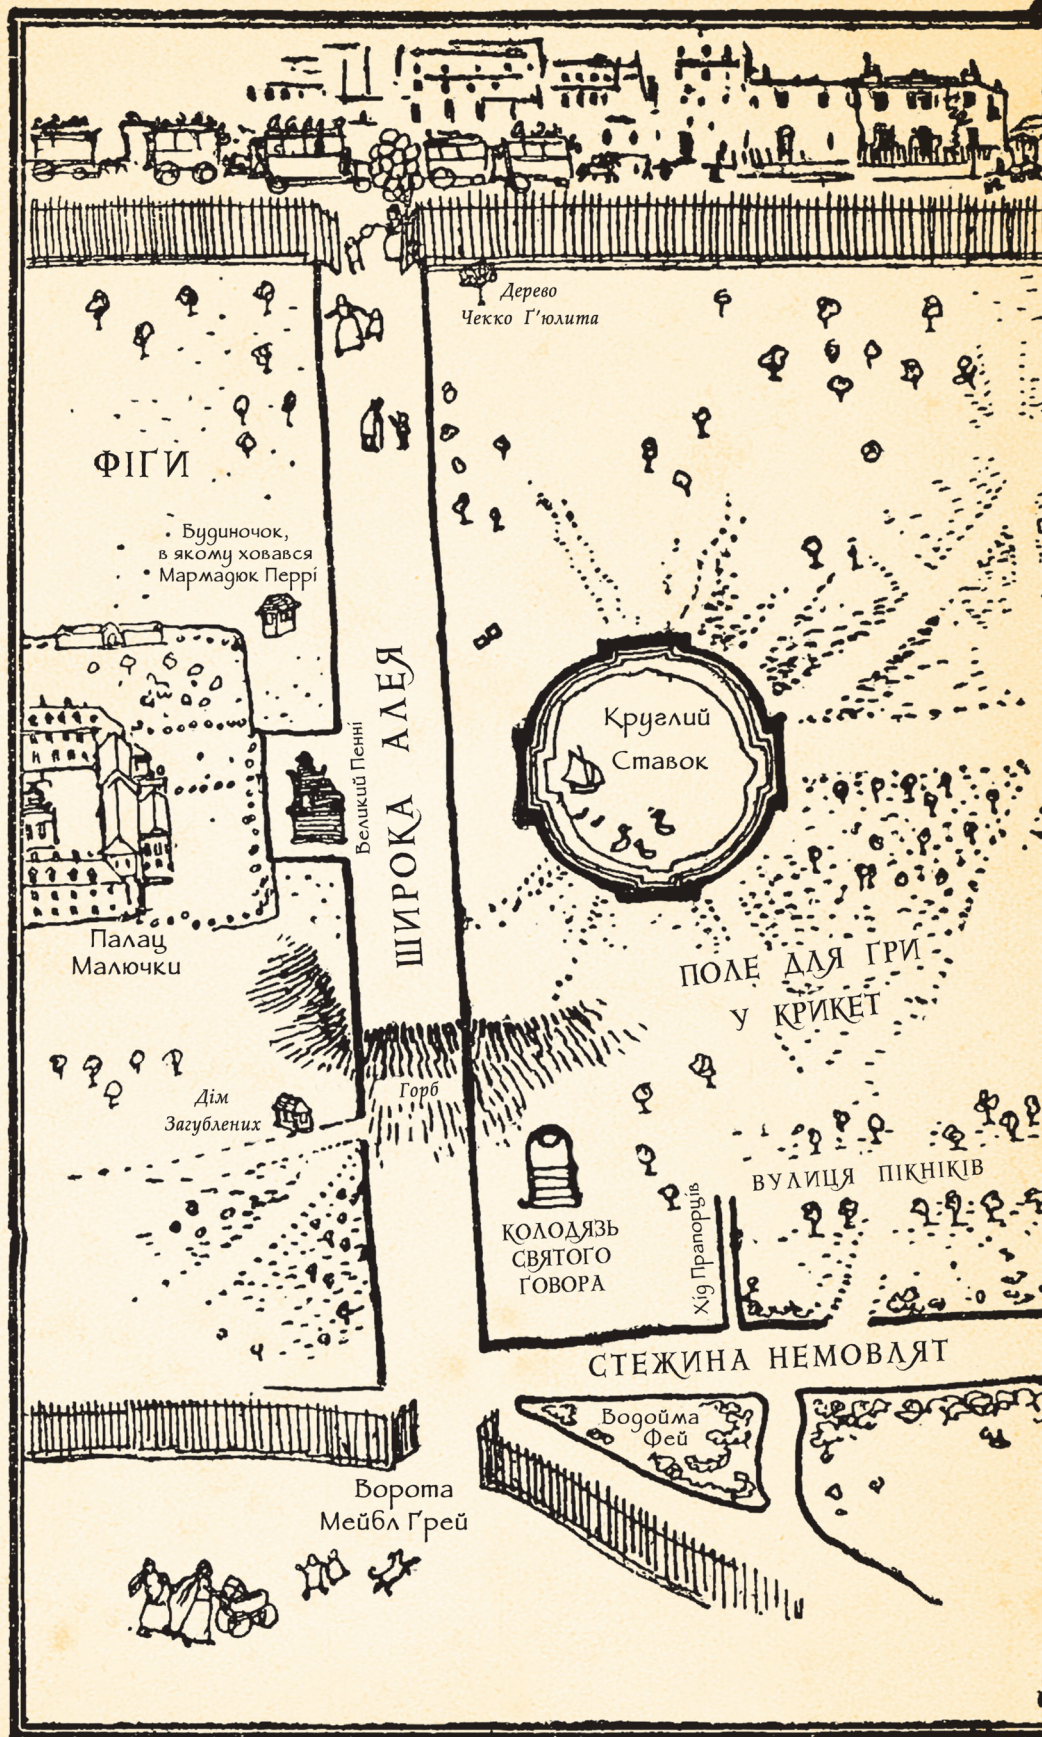 Дерево
Чекко Ґ’юлита
ФІҐИ
Будиночок,
в якому ховався
Мармадюк Перрі
ШИРОКА АЛЕЯ
Великий Пенні
Круглий
Ставок
Палац
Малючки
ПОЛЕ ДЛЯ ГРИ
У КРИКЕТ
Горб
Дім
Загублених
ВУЛИЦЯ ПІКНІКІВ
Хід Прапорців
КОЛОДЯЗЬ
СВЯТОГО
ҐОВОРА
СТЕЖИНА НЕМОВЛЯТ
Водойма
Фей
Ворота
Мейбл Ґрей